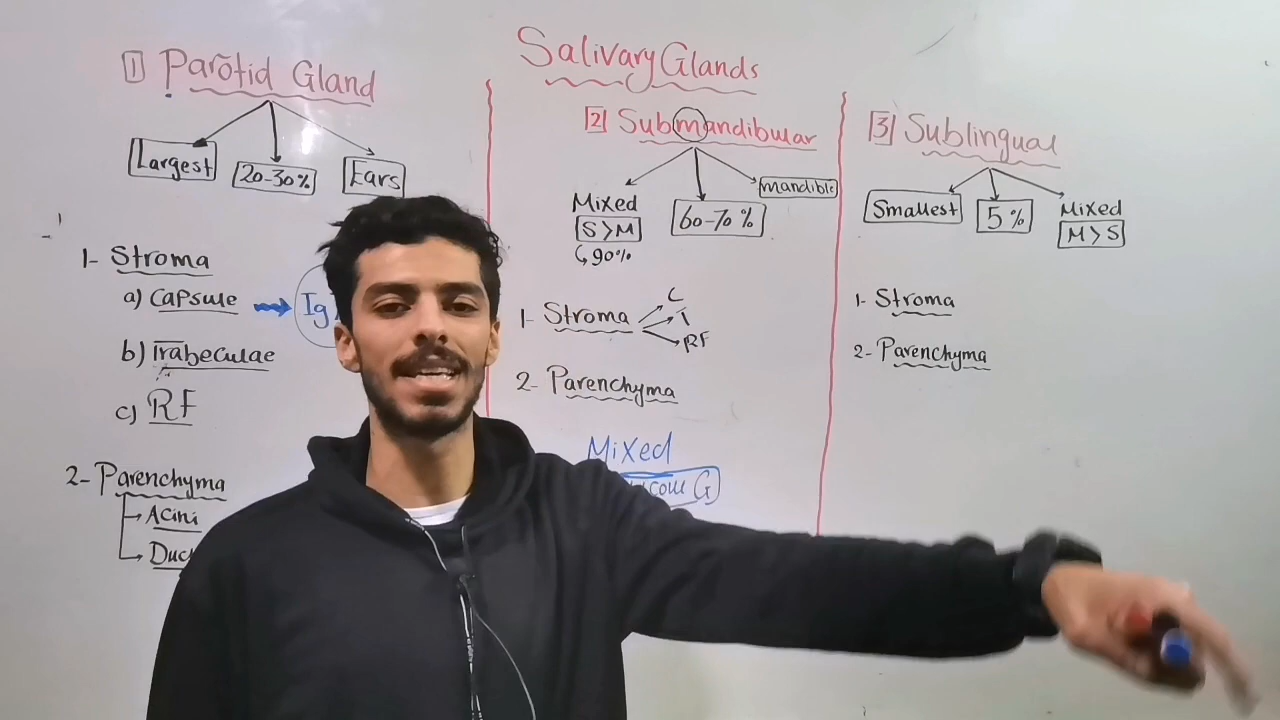 Salivary Glands
1 Parotid Gland
Largest 20-30% Ears
1- Stroma
a) Capsule → Ig
b) Trabeculae
c) RF
2- Parenchyma
→ Acini
→
2 Submandibular
Mixed 60-70% mandible
S>M
↳90%
1- Stroma → C
→ T
→ RF
2- Parenchyma
Mixed
G
3 Sublingual
Smallest 5% Mixed
M>S
1- Stroma
2- Parenchyma